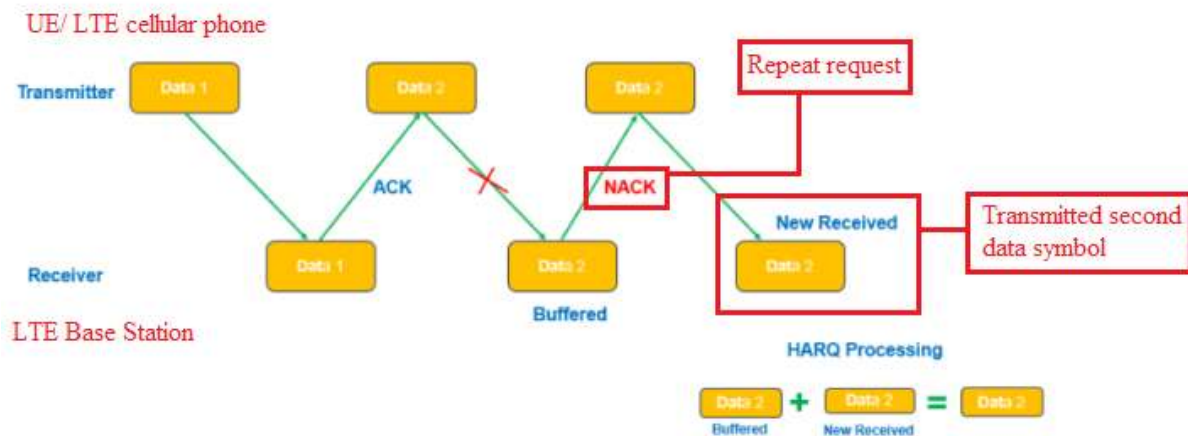 UE/ LTE cellular phone
Repeat request
Transmitter
Data 1
Data 2
Data 2
ACK
NACK
New Received
Transmitted second
data symbol
Receiver
Data 1
Data 2
Data 2
Buffered
LTE Base Station
HARQ Processing
Data 2 + Data 2 = Data 2
Buffered
New Received